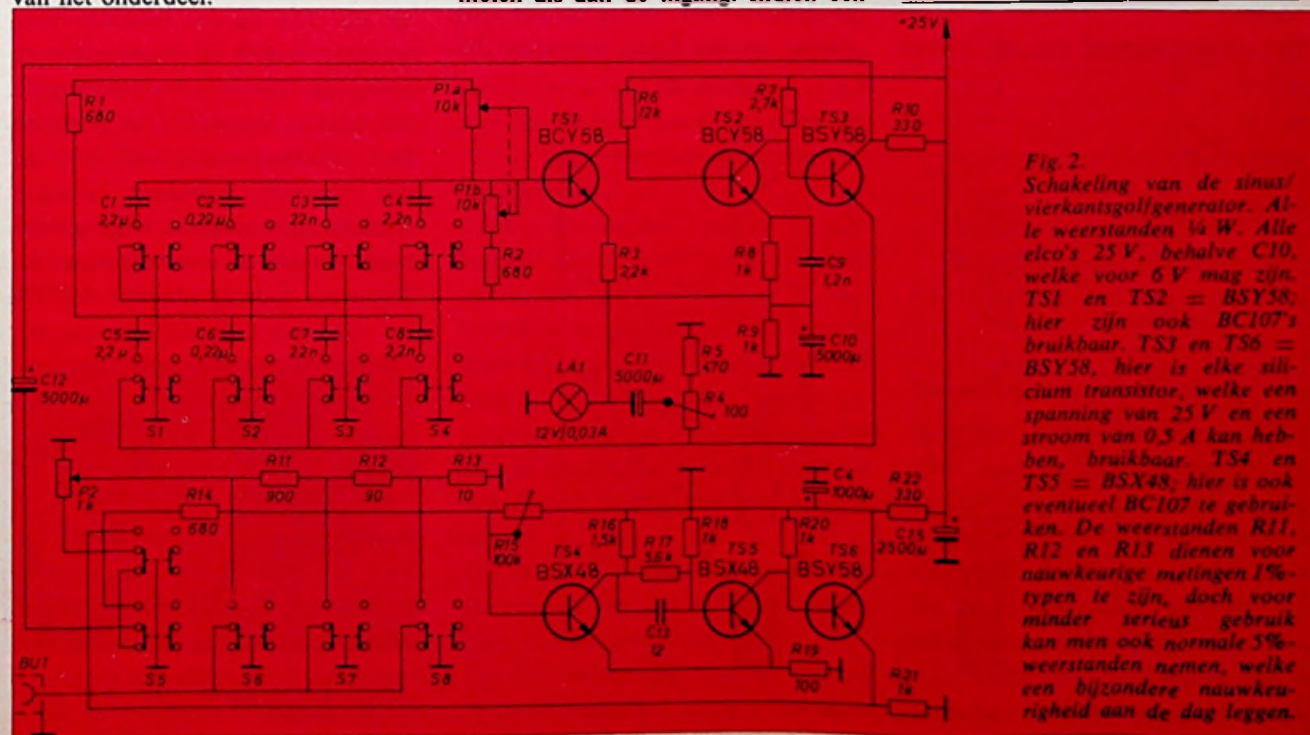 van het onderdeel.
+25V
R1
680
P1a
10k
R6
12k
R7
2,7k
R10
330
TS1
BCY58
TS2
BCY58
TS3
BSY58
C1
2,2µ
C2
0,22µ
C3
22n
C4
2,2n
P1b
10k
R2
680
R3
2,2k
R8
1k
C9
1,2n
R9
1k
C10
5000µ
C5
2,2µ
C6
0,22µ
C7
22n
C8
2,2n
R5
470
R4
100
LA1
12V/0,03A
C11
5000µ
C12
5000µ
S1
S2
S3
S4
P2
1k
R11
900
R12
90
R13
10
R14
680
R15
100k
R16
1,5k
R17
5,6k
R18
1k
R20
1k
C4
1000µ
R22
330
C15
2500µ
TS4
BSX48
TS5
BSX48
TS6
BSY58
C13
12
R19
100
R21
1k
BU1
S5
S6
S7
S8
Fig. 2.
Schakeling van de sinus/
vierkantsgolfgenerator. Al-
le weerstanden ¼ W. Alle
elco's 25 V, behalve C10,
welke voor 6 V mag zijn.
TS1 en TS2 = BSY58;
hier zijn ook BC107's
bruikbaar. TS3 en TS6 =
BSY58, hier is elke sili-
cium transistor, welke een
spanning van 25 V en een
stroom van 0,5 A kan heb-
ben, bruikbaar. TS4 en
TS5 = BSX48; hier is ook
eventueel BC107 te gebrui-
ken. De weerstanden R11,
R12 en R13 dienen voor
nauwkeurige metingen 1%-
typen te zijn, doch voor
minder serieus gebruik
kan men ook normale 5%-
weerstanden nemen, welke
een bijzondere nauwkeu-
righeid aan de dag leggen.